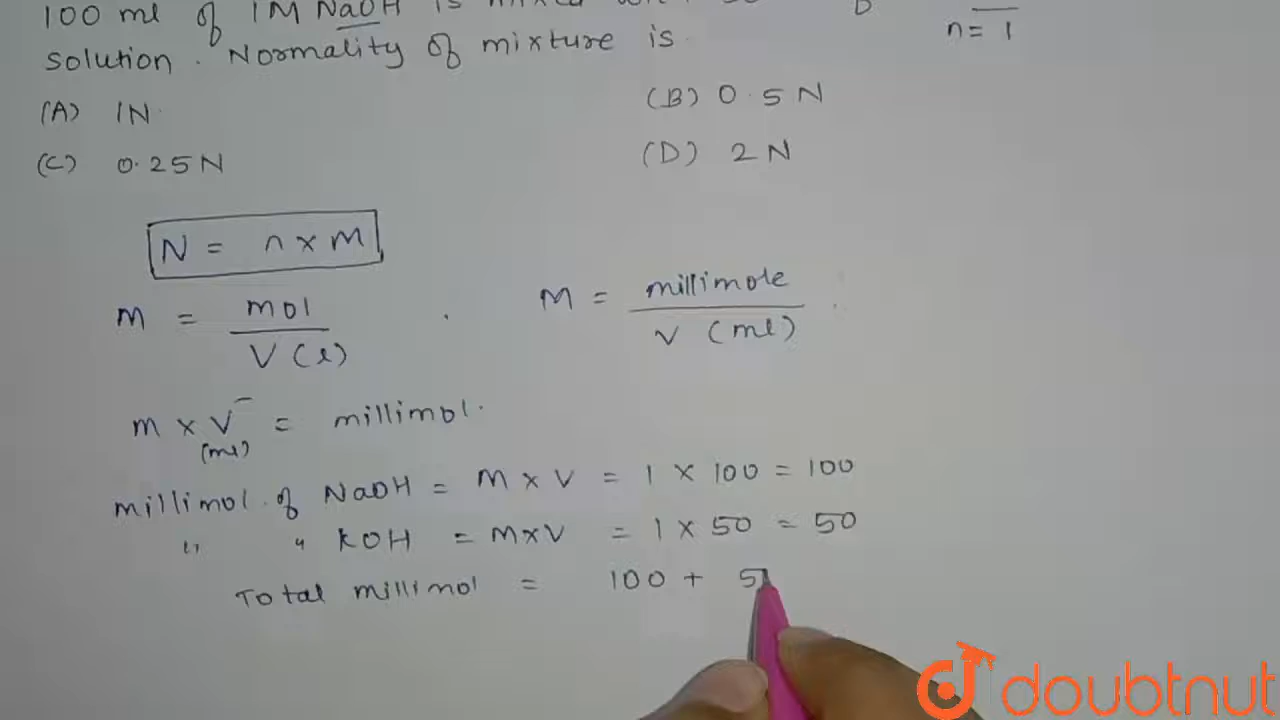 100 ml of 1M NaOH is
n = 1
solution. Normality of mixture is
(A) 1N
(B) 0.5 N
(C) 0.25N
(D) 2 N
N = n x M
M = mol / V (l)
M = millimole / V (ml)
M x V (ml) = millimol.
millimol. of NaOH = M x V = 1 x 100 = 100
" " KOH = M x V = 1 x 50 = 50
Total millimol = 100 + 5
doubtnut